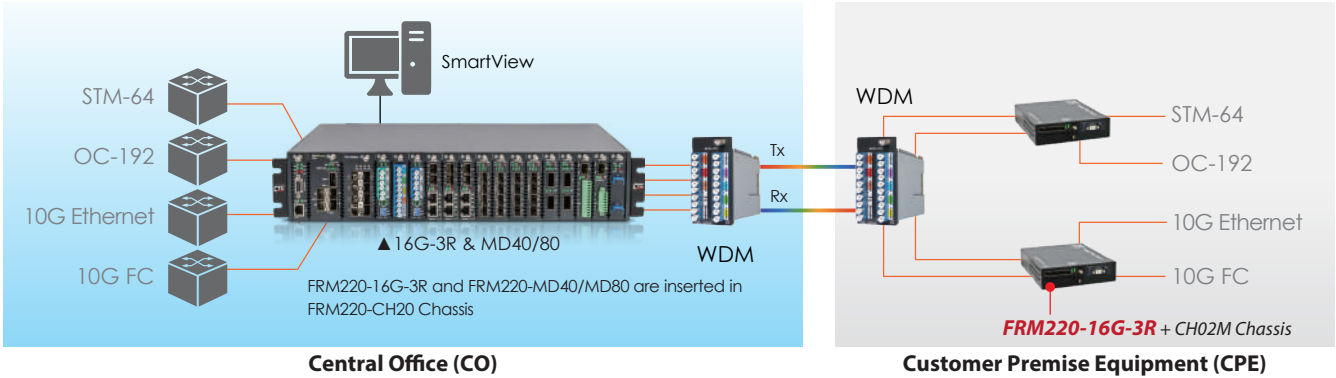 SmartView
STM-64
OC-192
10G Ethernet
10G FC
▲16G-3R & MD40/80
FRM220-16G-3R and FRM220-MD40/MD80 are inserted in
FRM220-CH20 Chassis
WDM
Tx
Rx
WDM
STM-64
OC-192
10G Ethernet
10G FC
FRM220-16G-3R + CH02M Chassis
Central Office (CO)
Customer Premise Equipment (CPE)